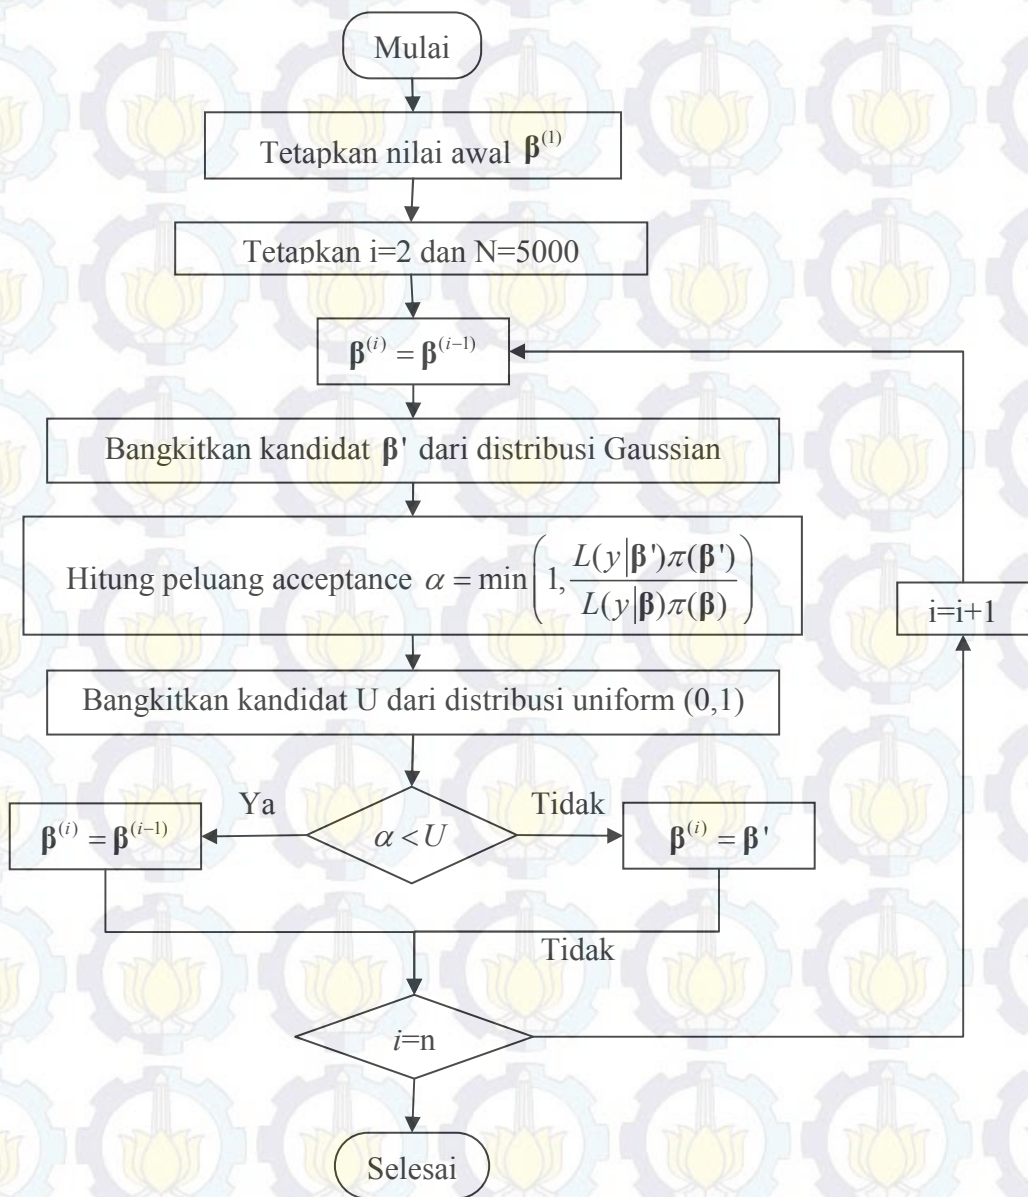 Mulai
Tetapkan nilai awal β^(1)
Tetapkan i=2 dan N=5000
β^(i) = β^(i−1)
Bangkitkan kandidat β' dari distribusi Gaussian
Hitung peluang acceptance α = min(1, L(y|β')π(β') / L(y|β)π(β))
i=i+1
Bangkitkan kandidat U dari distribusi uniform (0,1)
Ya
Tidak
β^(i) = β^(i−1)
α < U
β^(i) = β'
Tidak
i=n
Selesai